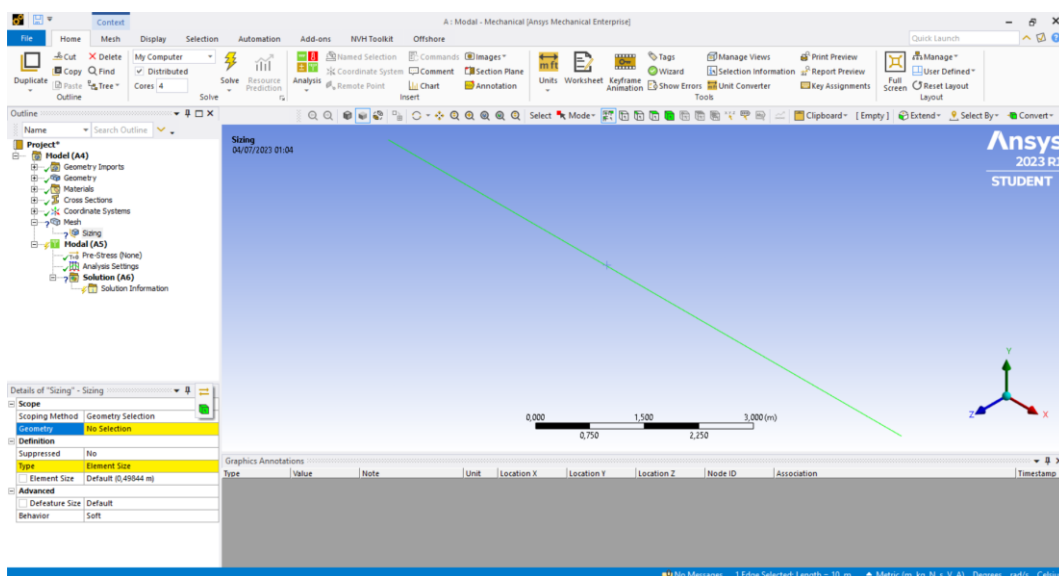 Context
A : Modal - Mechanical [Ansys Mechanical Enterprise]
File Home Mesh Display Selection Automation Add-ons NVH Toolkit Offshore Quick Launch
Duplicate
Cut
Copy
Paste
Delete
Find
Tree
Outline
My Computer
Distributed
Cores 4
Solve
Resource Prediction
Solve
Analysis
Named Selection
Coordinate System
Remote Point
Commands
Comment
Chart
Images
Section Plane
Annotation
Insert
Units
Worksheet
Keyframe Animation
Tags
Wizard
Show Errors
Manage Views
Selection Information
Unit Converter
Print Preview
Report Preview
Key Assignments
Tools
Full Screen
Manage
User Defined
Reset Layout
Layout
Outline
Name Search Outline
Select Mode Clipboard [ Empty ] Extend Select By Convert
Project*
Model (A4)
Geometry Imports
Geometry
Materials
Cross Sections
Coordinate Systems
Mesh
Sizing
Modal (A5)
Pre-Stress (None)
Analysis Settings
Solution (A6)
Solution Information
Sizing
04/07/2023 01:04
Ansys
2023 R1
STUDENT
0,000 1,500 3,000 (m)
0,750 2,250
Y
Z X
Details of "Sizing" - Sizing
Scope
Scoping Method Geometry Selection
Geometry No Selection
Definition
Suppressed No
Type Element Size
Element Size Default (0,49844 m)
Advanced
Defeature Size Default
Behavior Soft
Graphics Annotations
Type Value Note Unit Location X Location Y Location Z Node ID Association Timestamp
No Messages 1 Edge Selected: Length = 10, m Metric (m, kg, N, s, V, A) Degrees rad/s Celsi